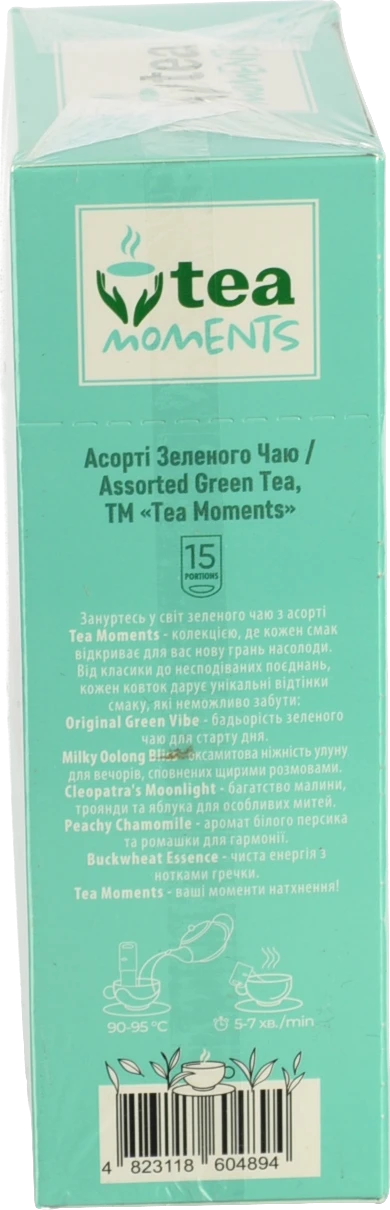 tea
MOMENTS
tea
MOMENTS
Асорті Зеленого Чаю /
Assorted Green Tea,
ТМ «Tea Moments»
15
PORTIONS
Зануртесь у світ зеленого чаю з асорті
Tea Moments - колекцією, де кожен смак
відкриває для вас нову грань насолоди.
Від класики до несподіваних поєднань,
кожен ковток дарує унікальні відтінки
смаку, які неможливо забути:
Original Green Vibe - бадьорість зеленого
чаю для старту дня.
Milky Oolong оксамитова ніжність улуну
для вечорів, сповнених щирими розмовами.
Cleopatra's Moonlight - багатство малини,
троянди та яблука для особливих митей.
Peachy Chamomile - аромат білого персика
та ромашки для гармонії.
Buckwheat Essence - чиста енергія з
нотками гречки.
Tea Moments - ваші моменти натхнення!
90-95 °C
5-7 хв./min
4 823118 604894